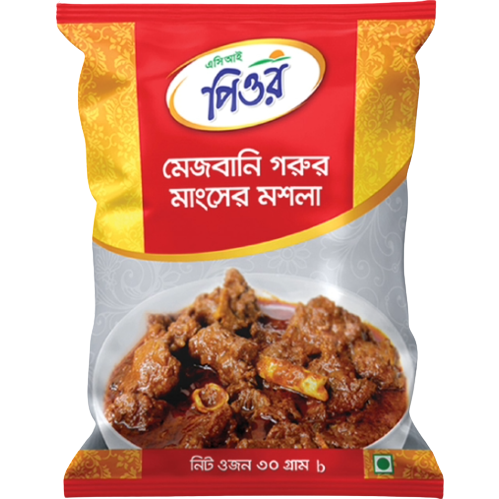 এসিআই
পিওর
মেজবানি গরুর
মাংসের মশলা
নিট ওজন ৩০ গ্রাম ৳